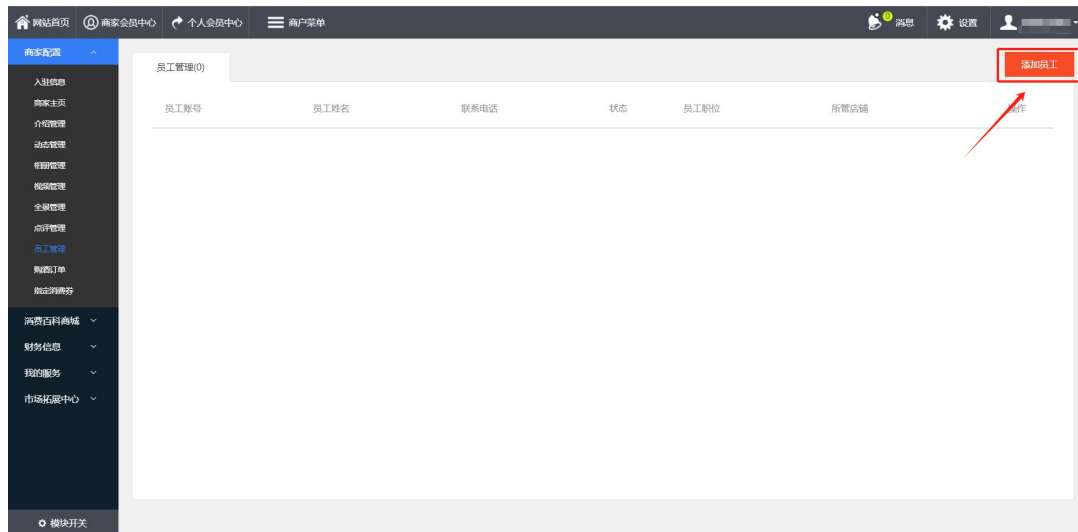 网站首页 商家会员中心 个人会员中心 商户菜单 0 消息 设置
商家配置
员工管理(0) 添加员工
入驻信息
商家主页
介绍管理
动态管理
相册管理
视频管理
全景管理
点评管理
员工管理
购酒订单
指定消费券
员工账号 员工姓名 联系电话 状态 员工职位 所管店铺 操作
消费百科商城
财务信息
我的服务
市场拓展中心
模块开关